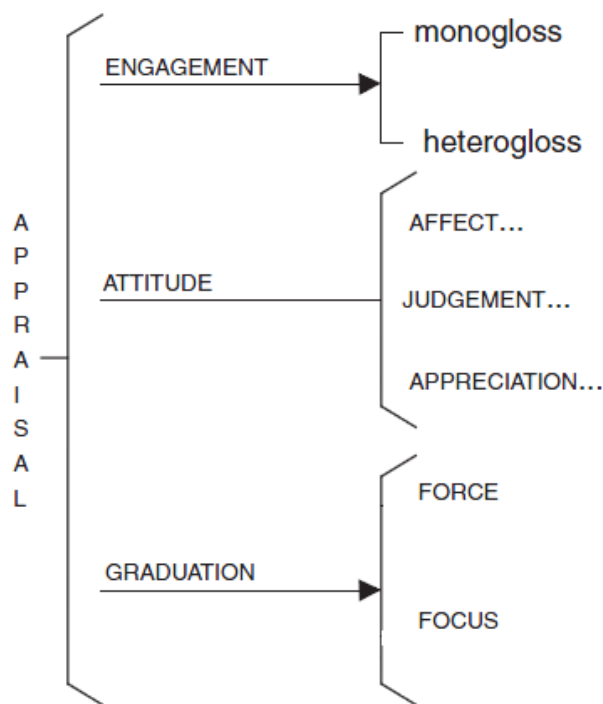 APPRAISAL
ENGAGEMENT
monogloss
heterogloss
ATTITUDE
AFFECT...
JUDGEMENT...
APPRECIATION...
GRADUATION
FORCE
FOCUS